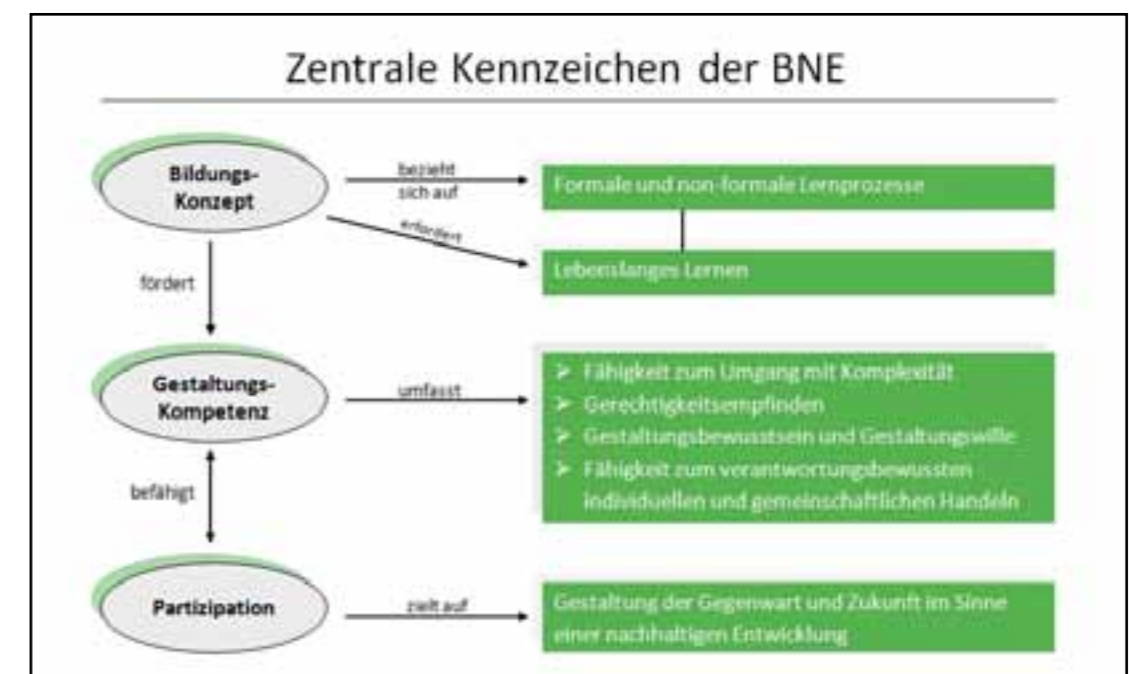 Zentrale Kennzeichen der BNE
Bildungs-
Konzept
bezieht
sich auf
Formale und non-formale Lernprozesse
erfordert
Lebenslanges Lernen
fördert
Gestaltungs-
Kompetenz
umfasst
➢ Fähigkeit zum Umgang mit Komplexität
➢ Gerechtigkeitsempfinden
➢ Gestaltungsbewusstsein und Gestaltungswille
➢ Fähigkeit zum verantwortungsbewussten
individuellen und gemeinschaftlichen Handeln
befähigt
Partizipation
zielt auf
Gestaltung der Gegenwart und Zukunft im Sinne
einer nachhaltigen Entwicklung